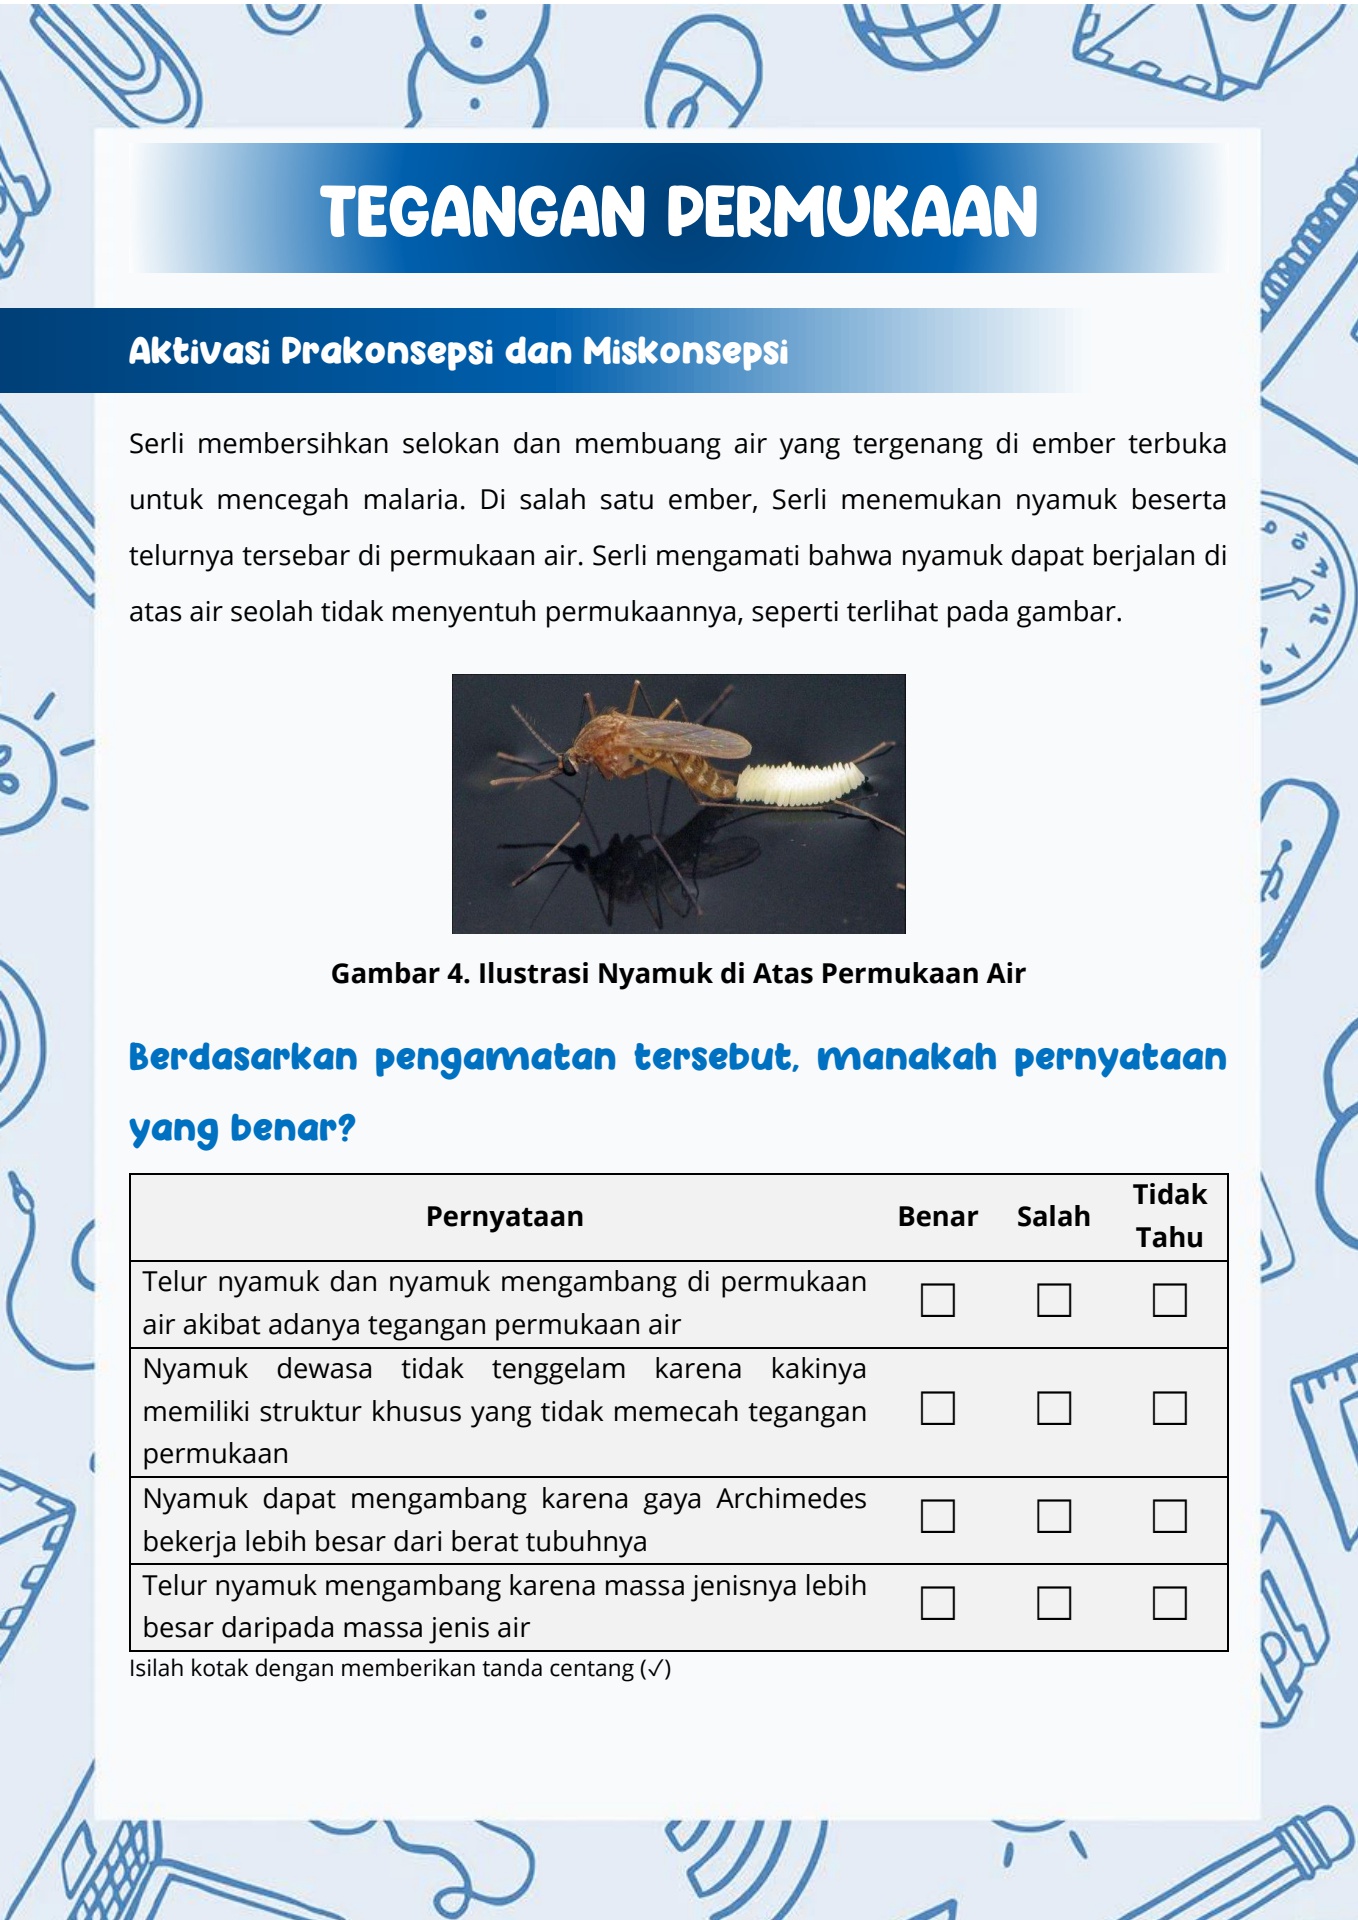 TEGANGAN PERMUKAAN
Aktivasi Prakonsepsi dan Miskonsepsi
Serli membersihkan selokan dan membuang air yang tergenang di ember terbuka
untuk mencegah malaria. Di salah satu ember, Serli menemukan nyamuk beserta
telurnya tersebar di permukaan air. Serli mengamati bahwa nyamuk dapat berjalan di
atas air seolah tidak menyentuh permukaannya, seperti terlihat pada gambar.
Gambar 4. Ilustrasi Nyamuk di Atas Permukaan Air
Berdasarkan pengamatan tersebut, manakah pernyataan
yang benar?
Pernyataan Benar Salah Tidak Tahu
Telur nyamuk dan nyamuk mengambang di permukaan
air akibat adanya tegangan permukaan air
Nyamuk dewasa tidak tenggelam karena kakinya
memiliki struktur khusus yang tidak memecah tegangan
permukaan
Nyamuk dapat mengambang karena gaya Archimedes
bekerja lebih besar dari berat tubuhnya
Telur nyamuk mengambang karena massa jenisnya lebih
besar daripada massa jenis air
Isilah kotak dengan memberikan tanda centang (✓)